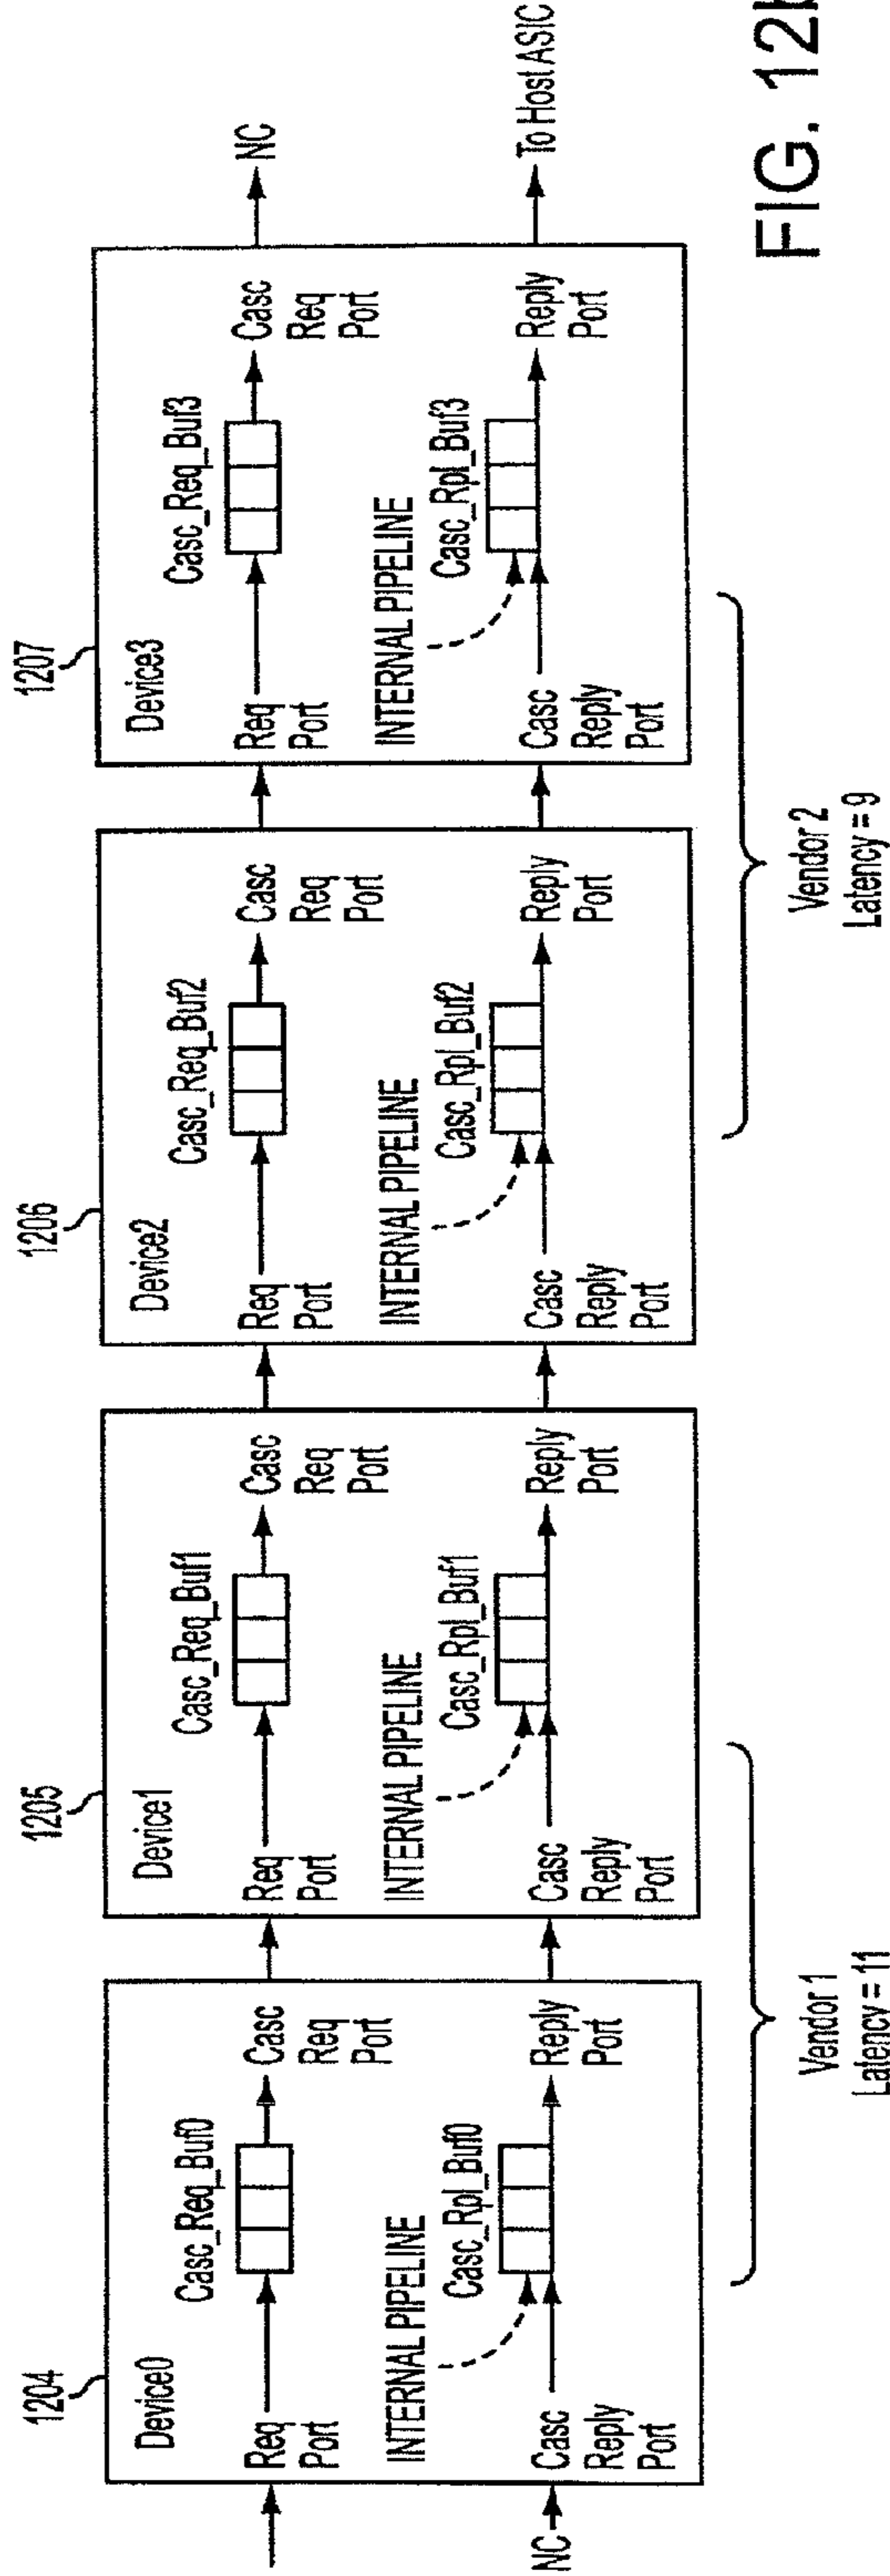 1204
Device0
Req
Port
Casc_Req_Buf0
Casc
Req
Port
INTERNAL PIPELINE
Casc_Rpl_Buf0
Casc
Reply
Port
Reply
Port
NC
1205
Device1
Req
Port
Casc_Req_Buf1
Casc
Req
Port
INTERNAL PIPELINE
Casc_Rpl_Buf1
Casc
Reply
Port
Reply
Port
Vendor 1
Latency = 11
1206
Device2
Req
Port
Casc_Req_Buf2
Casc
Req
Port
INTERNAL PIPELINE
Casc_Rpl_Buf2
Casc
Reply
Port
Reply
Port
1207
Device3
Req
Port
Casc_Req_Buf3
Casc
Req
Port
INTERNAL PIPELINE
Casc_Rpl_Buf3
Casc
Reply
Port
Reply
Port
NC
To Host ASIC
Vendor 2
Latency = 9
FIG.